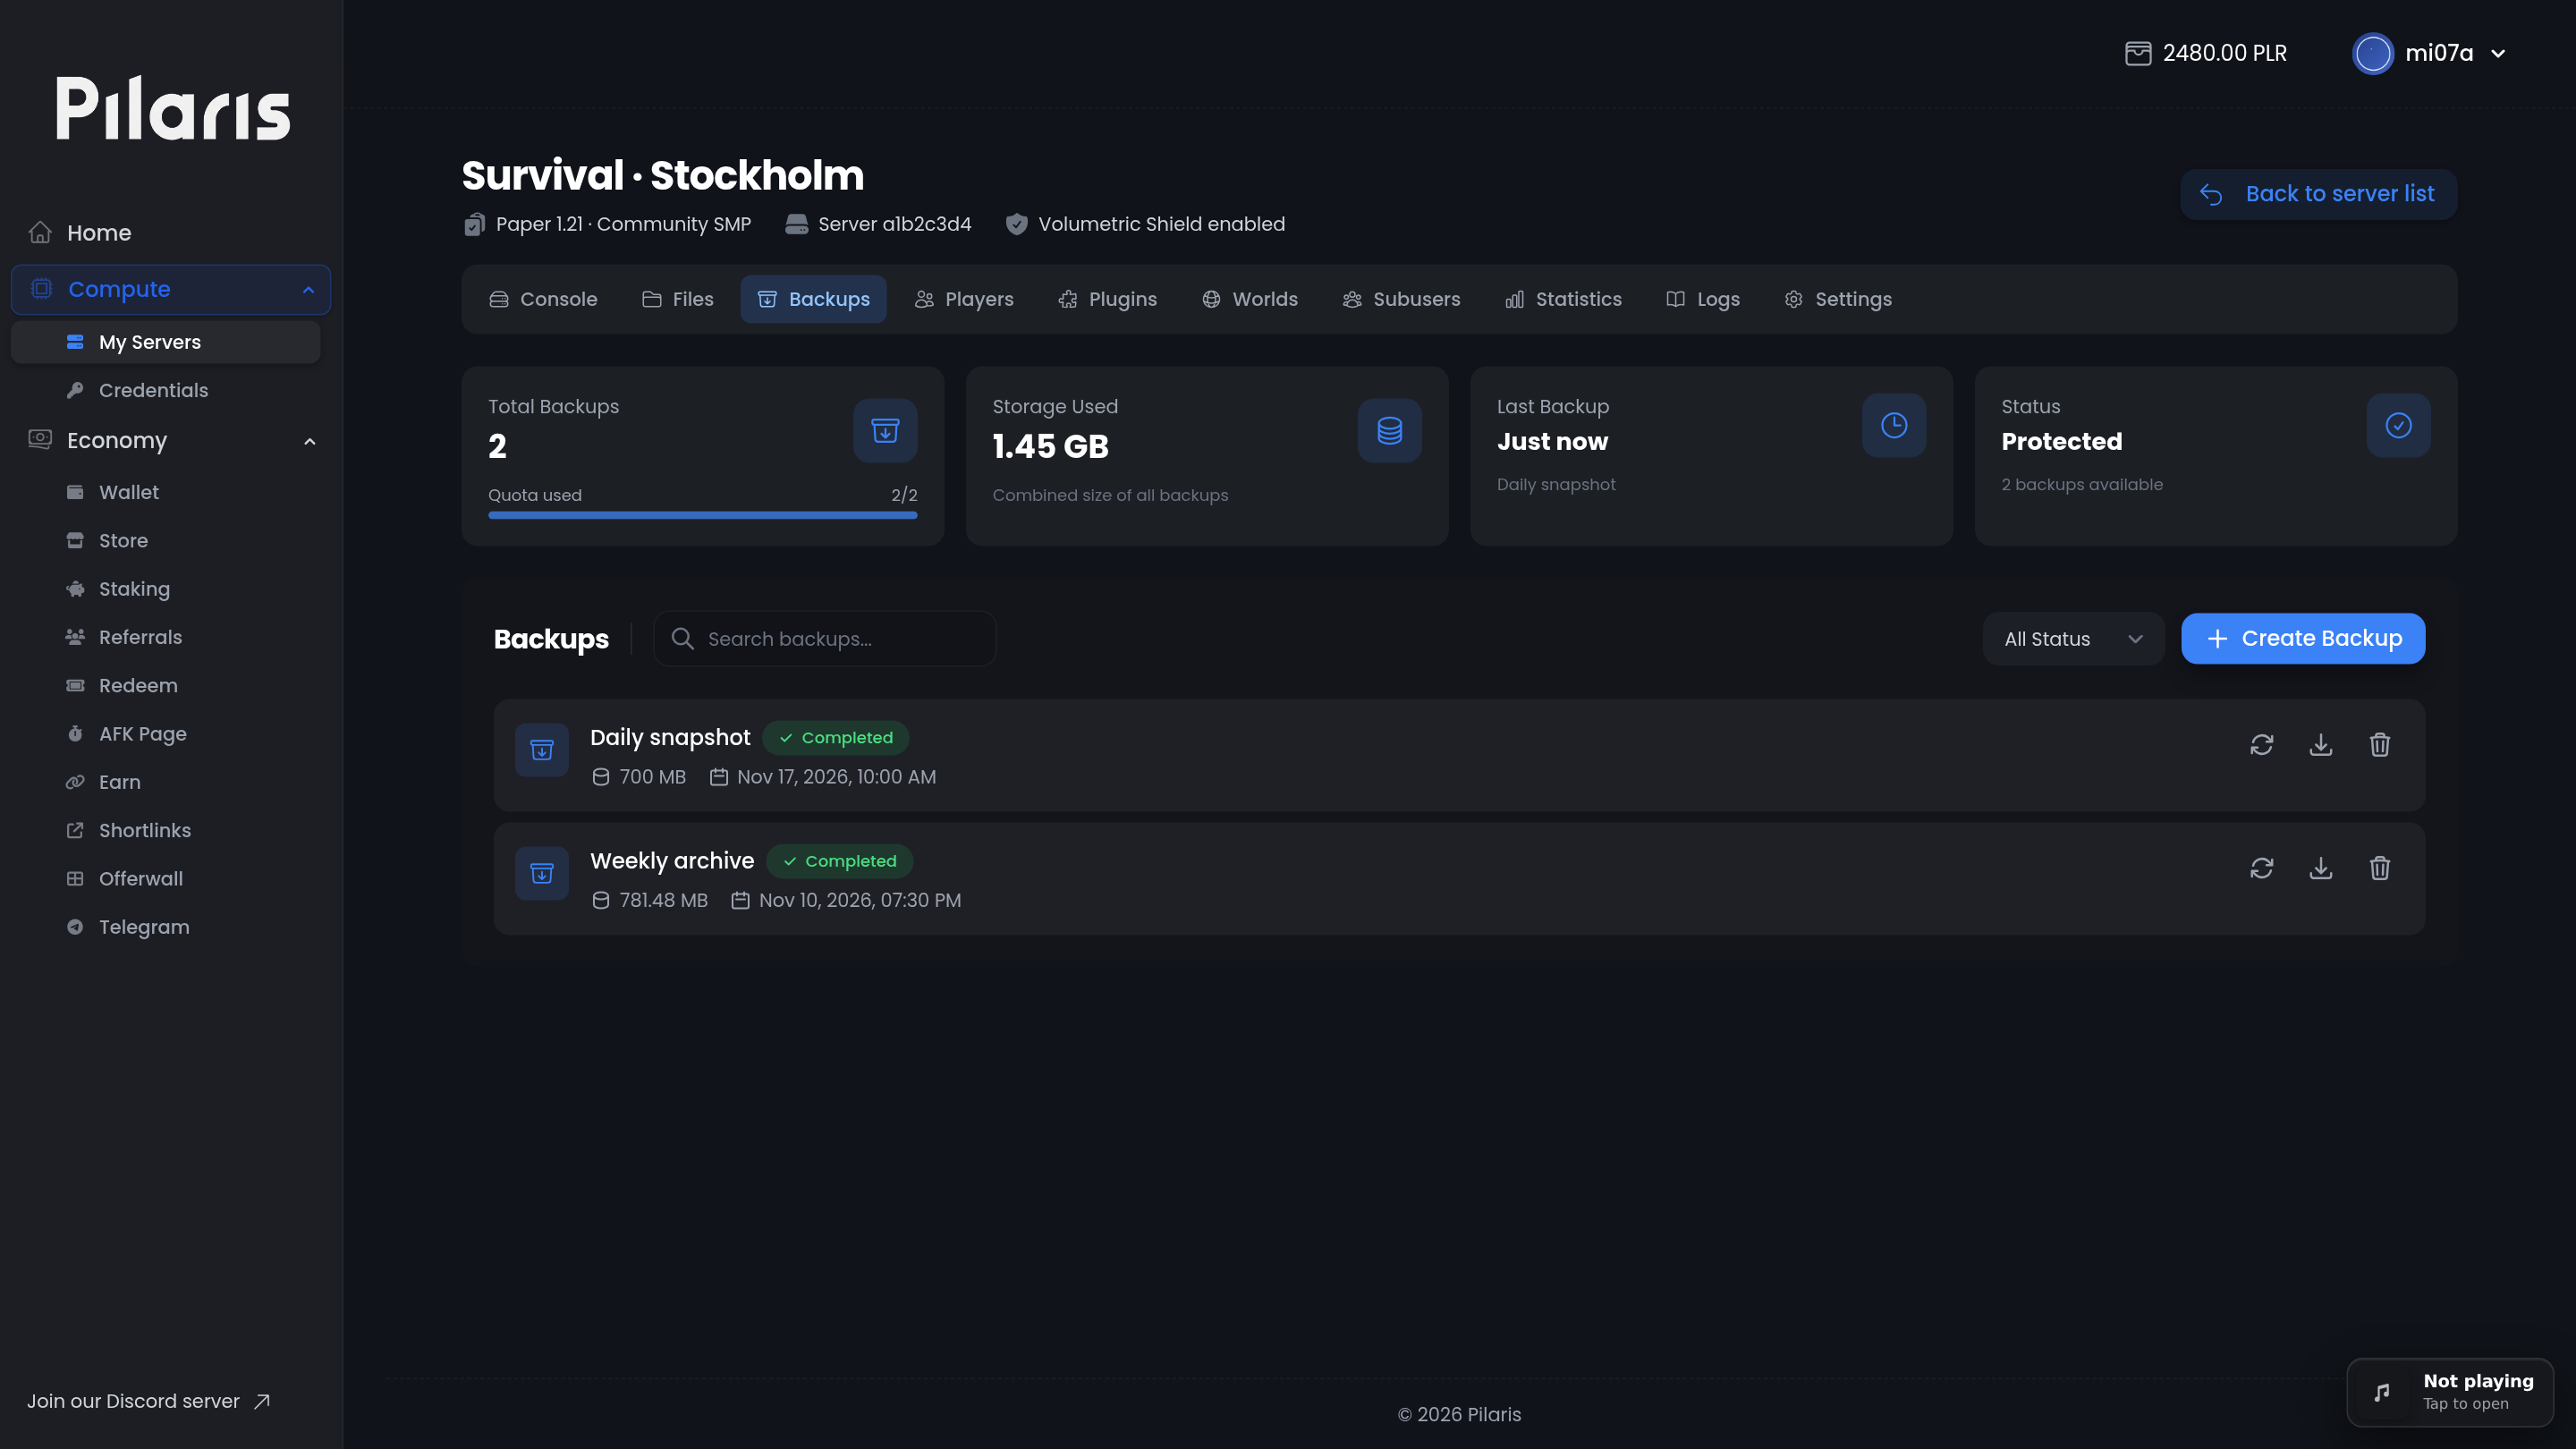 Pilaris
2480.00 PLR
mi07a
Home
Compute
My Servers
Credentials
Economy
Wallet
Store
Staking
Referrals
Redeem
AFK Page
Earn
Shortlinks
Offerwall
Telegram
Join our Discord server
Survival · Stockholm
Paper 1.21 · Community SMP Server a1b2c3d4 Volumetric Shield enabled
Back to server list
Console Files Backups Players Plugins Worlds Subusers Statistics Logs Settings
Total Backups
2
Quota used 2/2
Storage Used
1.45 GB
Combined size of all backups
Last Backup
Just now
Daily snapshot
Status
Protected
2 backups available
Backups
Search backups...
All Status
Create Backup
Daily snapshot Completed
700 MB Nov 17, 2026, 10:00 AM
Weekly archive Completed
781.48 MB Nov 10, 2026, 07:30 PM
© 2026 Pilaris
Not playing
Tap to open